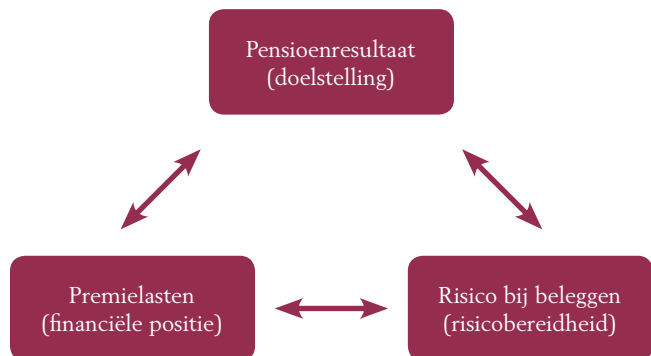 Pensioenresultaat
(doelstelling)
Premielasten
(financiële positie)
Risico bij beleggen
(risicobereidheid)